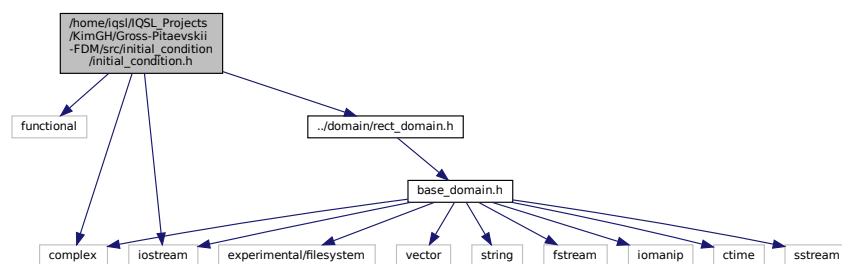 /home/iqsl/IQSL_Projects
/KimGH/Gross-Pitaevskii
-FDM/src/initial_condition
/initial_condition.h
functional
../domain/rect_domain.h
base_domain.h
complex
iostream
experimental/filesystem
vector
string
fstream
iomanip
ctime
sstream